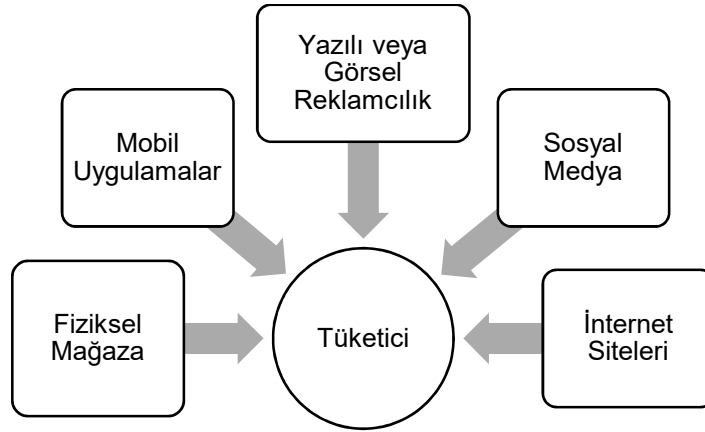 Yazılı veya
Görsel
Reklamcılık
Mobil
Uygulamalar
Sosyal
Medya
Fiziksel
Mağaza
Tüketici
İnternet
Siteleri